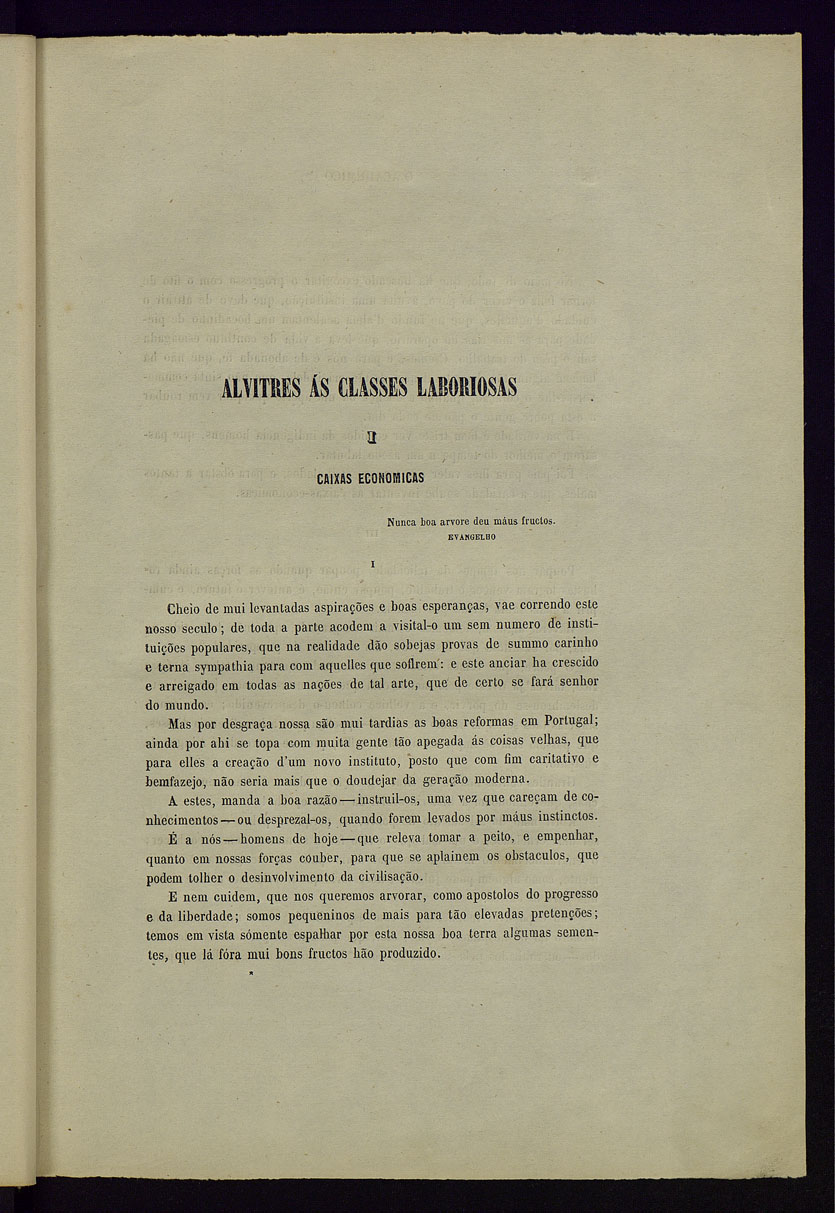 ALVITRES ÁS CLASSES LABORIOSAS
I
CAIXAS ECONOMICAS
Nunca boa arvore deu máus fructos.
EVANGELHO
I
Cheio de mui levantadas aspirações e boas esperanças, vae correndo este
nosso seculo; de toda a parte acodem a visital-o um sem numero de insti-
tuições populares, que na realidade dão sobejas provas de summo carinho
e terna sympathia para com aquelles que soffrem: e este anciar ha crescido
e arreigado em todas as nações de tal arte, que de certo se fará senhor
do mundo.
Mas por desgraça nossa são mui tardias as boas reformas em Portugal;
ainda por ahi se topa com muita gente tão apegada ás coisas velhas, que
para elles a creação d'um novo instituto, posto que com fim caritativo e
bemfazejo, não seria mais que o doudejar da geração moderna.
A estes, manda a boa razão—instruil-os, uma vez que careçam de co-
nhecimentos—ou desprezal-os, quando forem levados por máus instinctos.
É a nós—homens de hoje—que releva tomar a peito, e empenhar,
quanto em nossas forças couber, para que se aplainem os obstaculos, que
podem tolher o desinvolvimento da civilisação.
E nem cuidem, que nos queremos arvorar, como apostolos do progresso
e da liberdade; somos pequeninos de mais para tão elevadas pretenções;
temos em vista sómente espalhar por esta nossa boa terra algumas semen-
tes, que lá fóra mui bons fructos hão produzido.
*